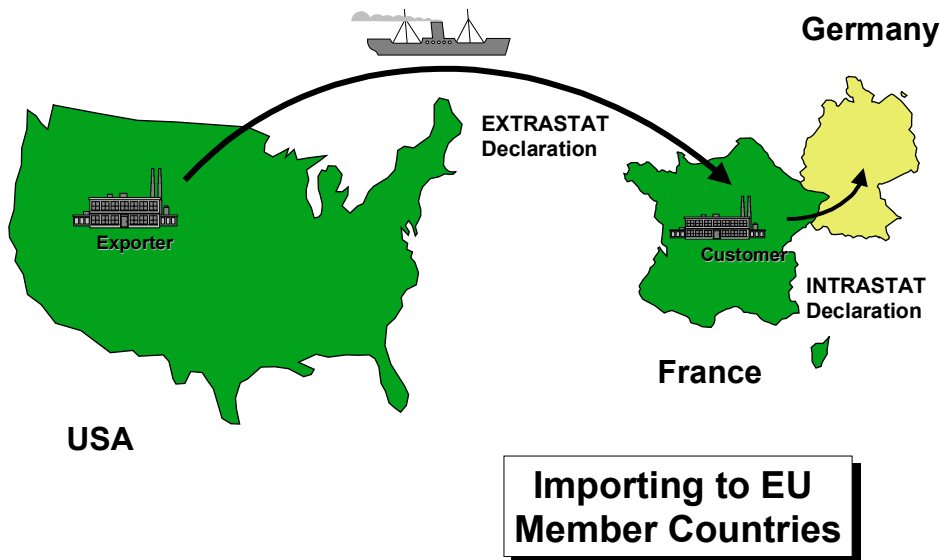 Germany
EXTRASTAT
Declaration
Exporter
Customer
INTRASTAT
Declaration
France
USA
Importing to EU
Member Countries